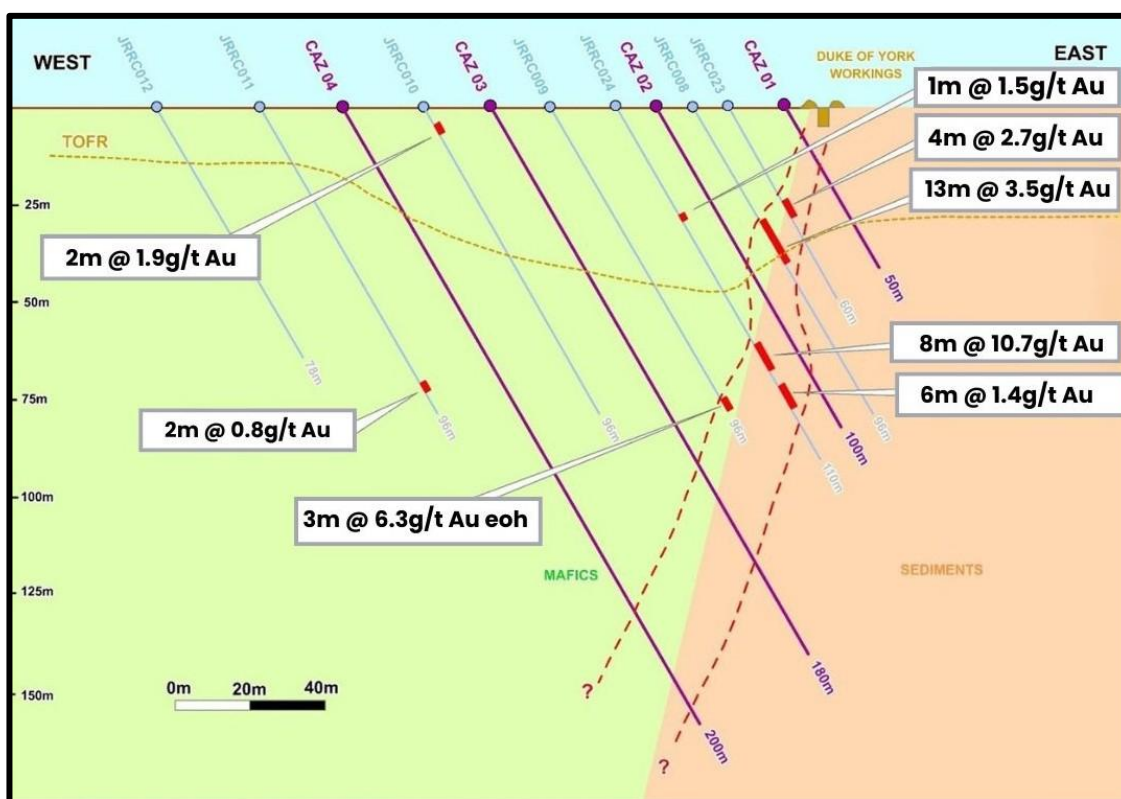 WEST
JRRC012
JRRC011
CAZ 04
JRRC010
CAZ 03
JRRC009
JRRC024
CAZ 02
JRRC008
JRRC023
CAZ 01
DUKE OF YORK
WORKINGS
EAST
1m @ 1.5g/t Au
4m @ 2.7g/t Au
13m @ 3.5g/t Au
TOFR
25m
2m @ 1.9g/t Au
50m
50m
60m
78m
8m @ 10.7g/t Au
6m @ 1.4g/t Au
75m
2m @ 0.8g/t Au
96m
96m
96m
96m
100m
110m
100m
3m @ 6.3g/t Au eoh
MAFICS
SEDIMENTS
125m
150m
0m 20m 40m
?
180m
200m
?